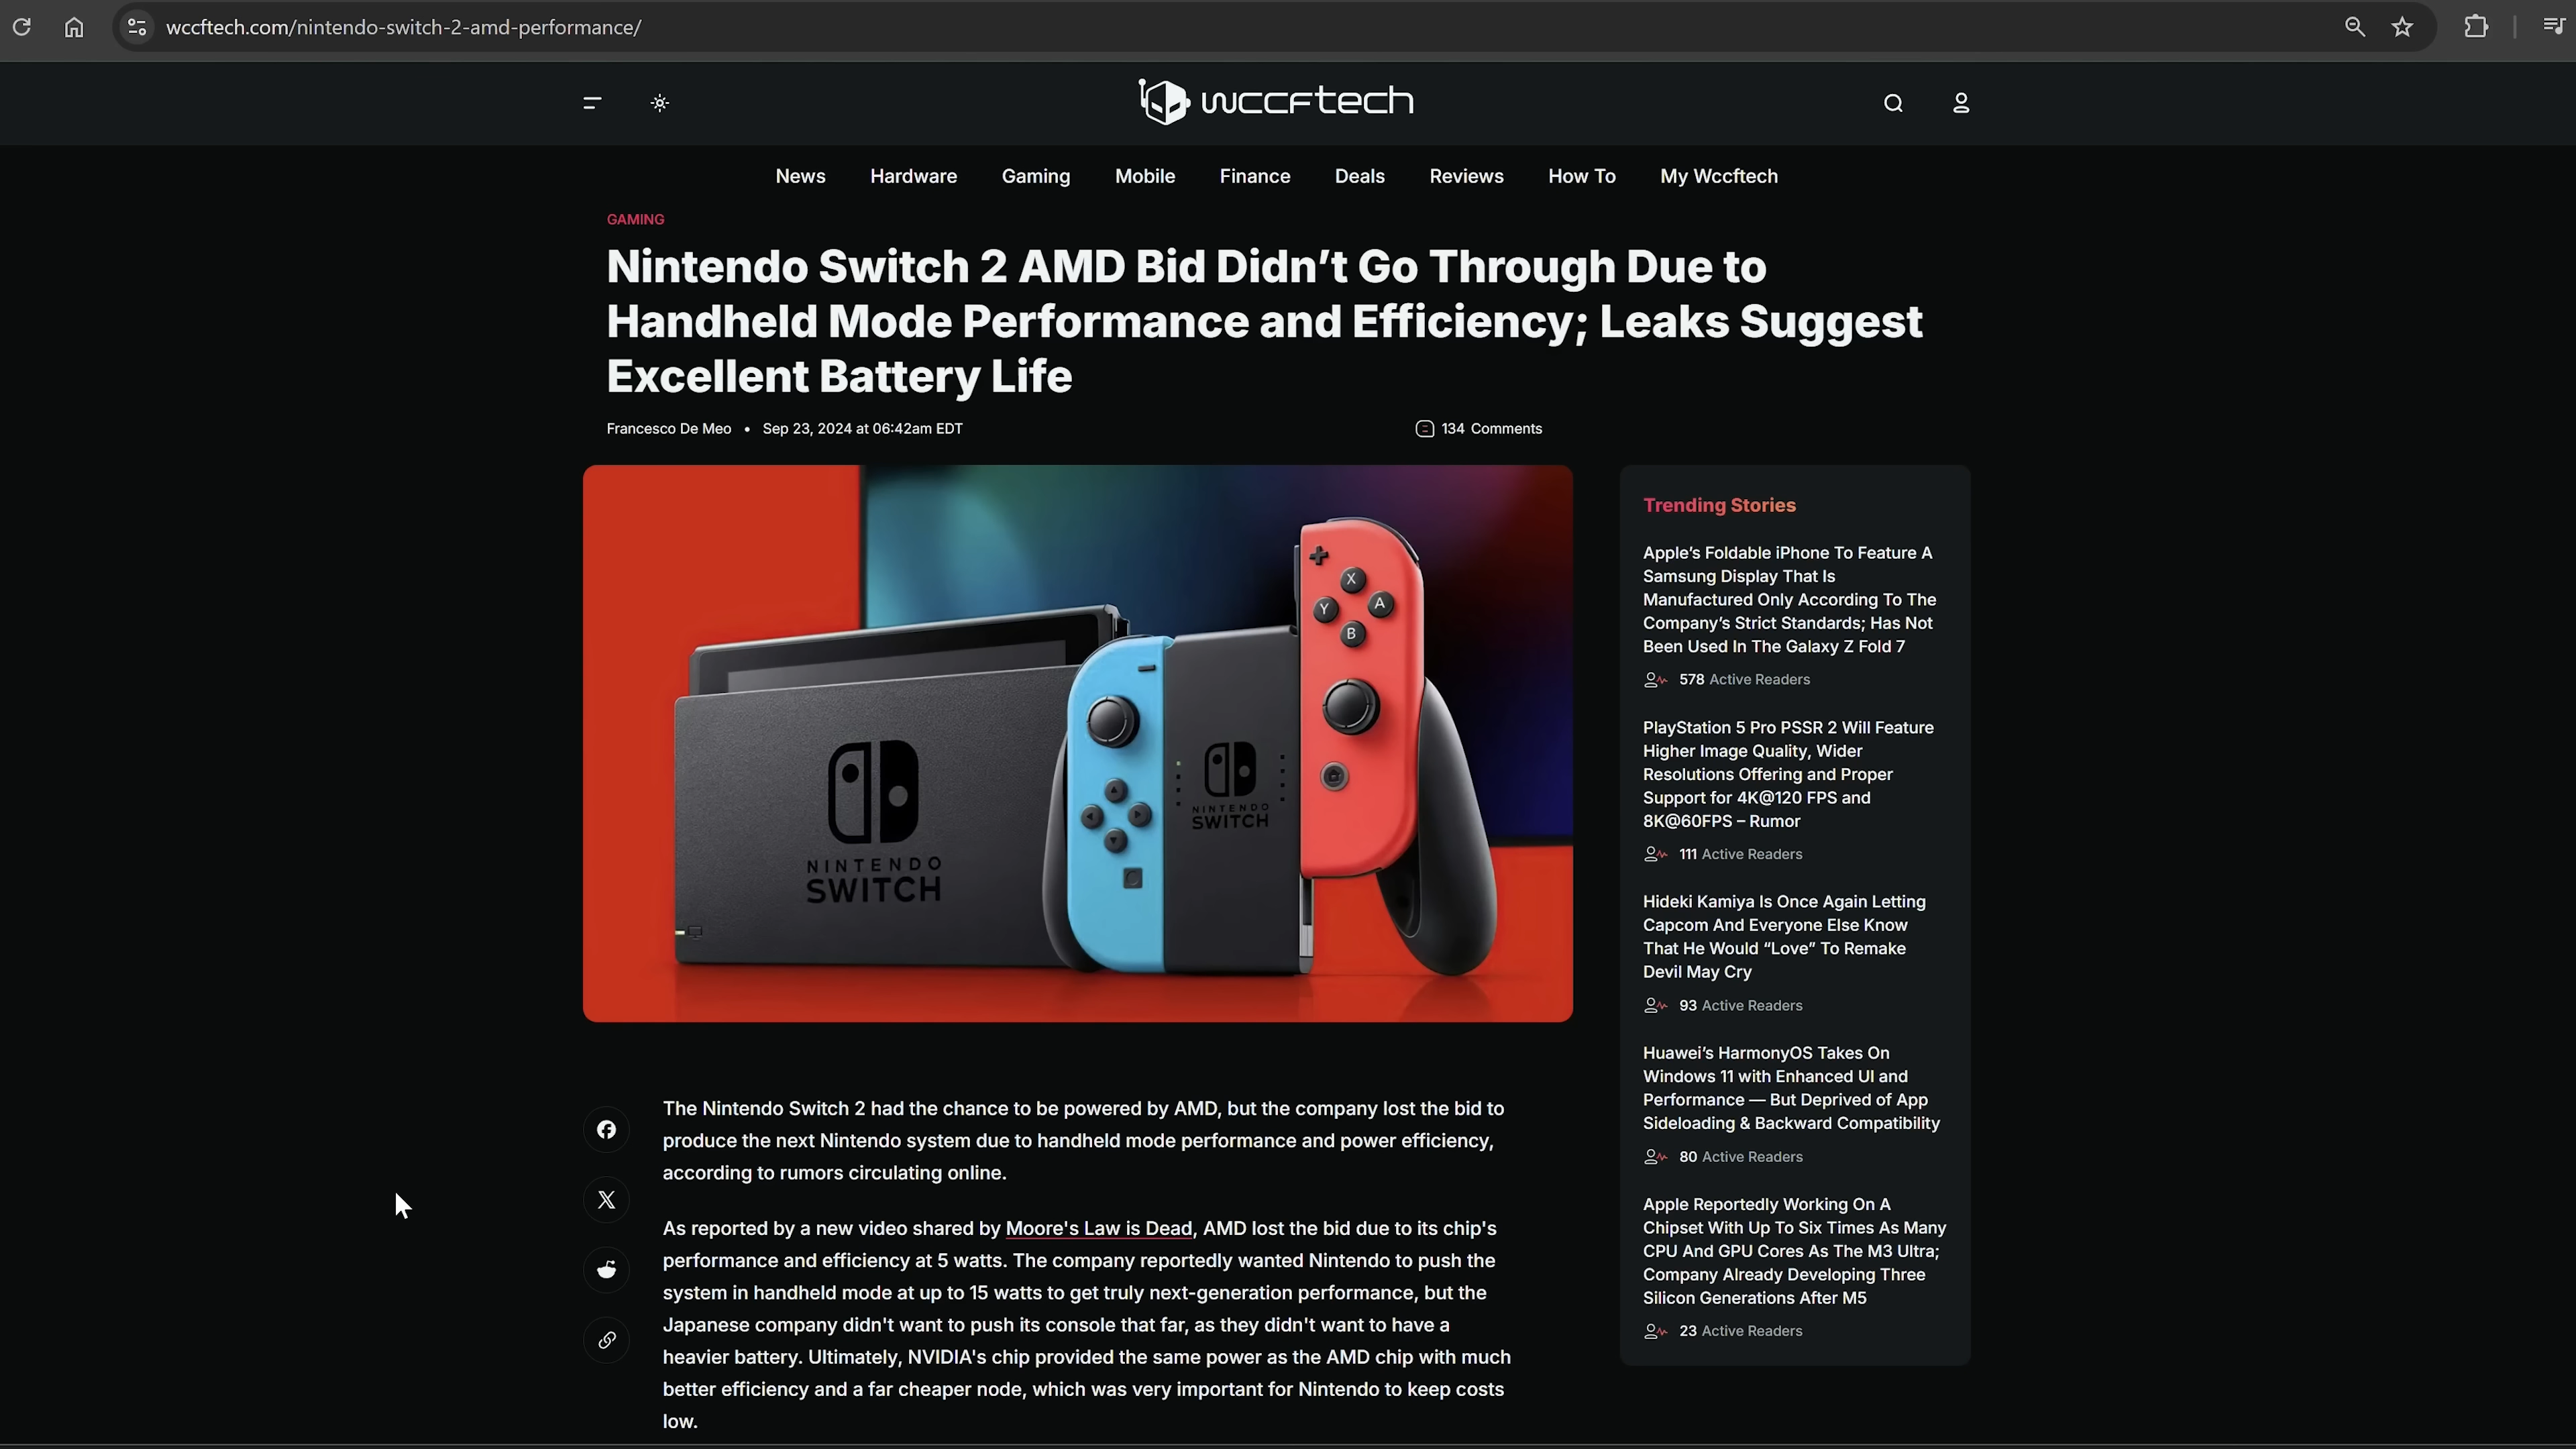 wccftech.com/nintendo-switch-2-amd-performance/
wccftech
News Hardware Gaming Mobile Finance Deals Reviews How To My Wccftech
GAMING
Nintendo Switch 2 AMD Bid Didn’t Go Through Due to
Handheld Mode Performance and Efficiency; Leaks Suggest
Excellent Battery Life
Francesco De Meo • Sep 23, 2024 at 06:42am EDT
134 Comments
X
Y
A
B
NINTENDO
SWITCH
NINTENDO
SWITCH
The Nintendo Switch 2 had the chance to be powered by AMD, but the company lost the bid to
produce the next Nintendo system due to handheld mode performance and power efficiency,
according to rumors circulating online.
As reported by a new video shared by Moore's Law is Dead, AMD lost the bid due to its chip's
performance and efficiency at 5 watts. The company reportedly wanted Nintendo to push the
system in handheld mode at up to 15 watts to get truly next-generation performance, but the
Japanese company didn't want to push its console that far, as they didn't want to have a
heavier battery. Ultimately, NVIDIA's chip provided the same power as the AMD chip with much
better efficiency and a far cheaper node, which was very important for Nintendo to keep costs
low.
Trending Stories
Apple’s Foldable iPhone To Feature A
Samsung Display That Is
Manufactured Only According To The
Company’s Strict Standards; Has Not
Been Used In The Galaxy Z Fold 7
578 Active Readers
PlayStation 5 Pro PSSR 2 Will Feature
Higher Image Quality, Wider
Resolutions Offering and Proper
Support for 4K@120 FPS and
8K@60FPS – Rumor
111 Active Readers
Hideki Kamiya Is Once Again Letting
Capcom And Everyone Else Know
That He Would “Love” To Remake
Devil May Cry
93 Active Readers
Huawei’s HarmonyOS Takes On
Windows 11 with Enhanced UI and
Performance — But Deprived of App
Sideloading & Backward Compatibility
80 Active Readers
Apple Reportedly Working On A
Chipset With Up To Six Times As Many
CPU And GPU Cores As The M3 Ultra;
Company Already Developing Three
Silicon Generations After M5
23 Active Readers